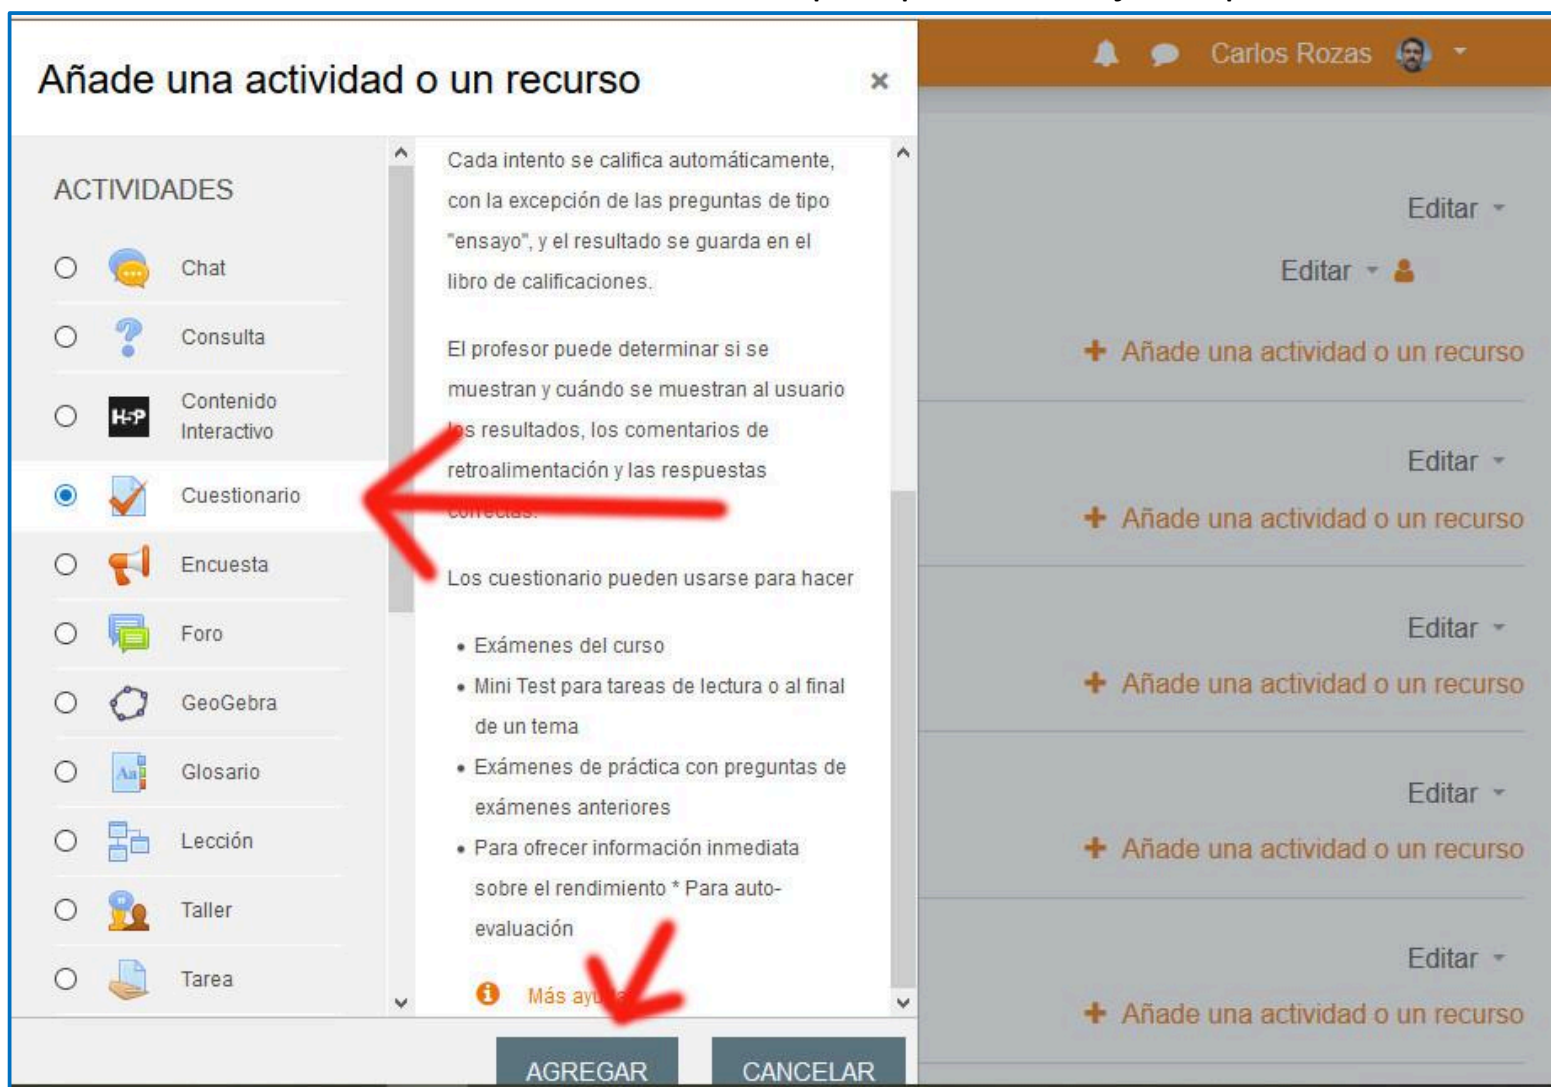 Añade una actividad o un recurso
×
Carlos Rozas
ACTIVIDADES
Chat
Consulta
H-P
Contenido
Interactivo
Cuestionario
Encuesta
Foro
GeoGebra
Aa
Glosario
Lección
Taller
Tarea
Cada intento se califica automáticamente,
con la excepción de las preguntas de tipo
"ensayo", y el resultado se guarda en el
libro de calificaciones.
El profesor puede determinar si se
muestran y cuándo se muestran al usuario
los resultados, los comentarios de
retroalimentación y las respuestas
correctas.
Los cuestionario pueden usarse para hacer
• Exámenes del curso
• Mini Test para tareas de lectura o al final
de un tema
• Exámenes de práctica con preguntas de
exámenes anteriores
• Para ofrecer información inmediata
sobre el rendimiento * Para auto-
evaluación
Más ayuda
AGREGAR
CANCELAR
Editar
Editar
+ Añade una actividad o un recurso
Editar
+ Añade una actividad o un recurso
Editar
+ Añade una actividad o un recurso
Editar
+ Añade una actividad o un recurso
Editar
+ Añade una actividad o un recurso